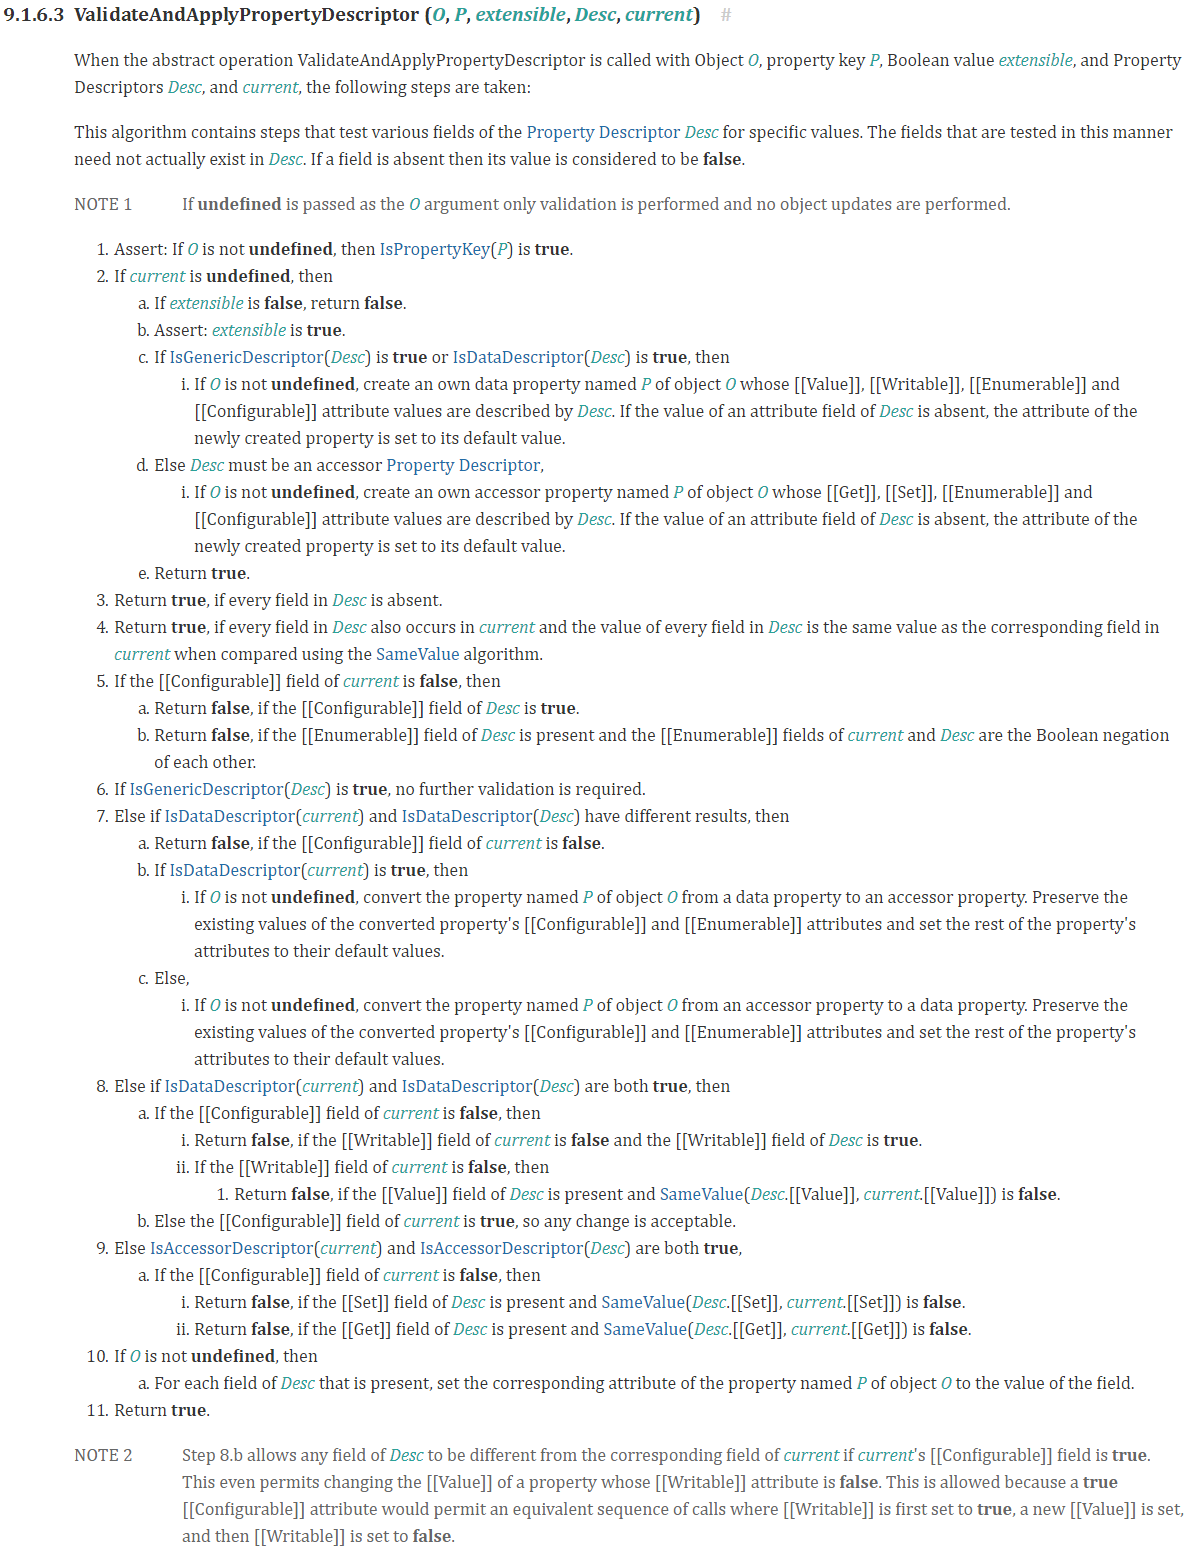 9.1.6.3 ValidateAndApplyPropertyDescriptor (O, P, extensible, Desc, current) #
When the abstract operation ValidateAndApplyPropertyDescriptor is called with Object O, property key P, Boolean value extensible, and Property
Descriptors Desc, and current, the following steps are taken:
This algorithm contains steps that test various fields of the Property Descriptor Desc for specific values. The fields that are tested in this manner
need not actually exist in Desc. If a field is absent then its value is considered to be false.
NOTE 1 If undefined is passed as the O argument only validation is performed and no object updates are performed.
1. Assert: If O is not undefined, then IsPropertyKey(P) is true.
2. If current is undefined, then
a. If extensible is false, return false.
b. Assert: extensible is true.
c. If IsGenericDescriptor(Desc) is true or IsDataDescriptor(Desc) is true, then
i. If O is not undefined, create an own data property named P of object O whose [[Value]], [[Writable]], [[Enumerable]] and
[[Configurable]] attribute values are described by Desc. If the value of an attribute field of Desc is absent, the attribute of the
newly created property is set to its default value.
d. Else Desc must be an accessor Property Descriptor,
i. If O is not undefined, create an own accessor property named P of object O whose [[Get]], [[Set]], [[Enumerable]] and
[[Configurable]] attribute values are described by Desc. If the value of an attribute field of Desc is absent, the attribute of the
newly created property is set to its default value.
e. Return true.
3. Return true, if every field in Desc is absent.
4. Return true, if every field in Desc also occurs in current and the value of every field in Desc is the same value as the corresponding field in
current when compared using the SameValue algorithm.
5. If the [[Configurable]] field of current is false, then
a. Return false, if the [[Configurable]] field of Desc is true.
b. Return false, if the [[Enumerable]] field of Desc is present and the [[Enumerable]] fields of current and Desc are the Boolean negation
of each other.
6. If IsGenericDescriptor(Desc) is true, no further validation is required.
7. Else if IsDataDescriptor(current) and IsDataDescriptor(Desc) have different results, then
a. Return false, if the [[Configurable]] field of current is false.
b. If IsDataDescriptor(current) is true, then
i. If O is not undefined, convert the property named P of object O from a data property to an accessor property. Preserve the
existing values of the converted property's [[Configurable]] and [[Enumerable]] attributes and set the rest of the property's
attributes to their default values.
c. Else,
i. If O is not undefined, convert the property named P of object O from an accessor property to a data property. Preserve the
existing values of the converted property's [[Configurable]] and [[Enumerable]] attributes and set the rest of the property's
attributes to their default values.
8. Else if IsDataDescriptor(current) and IsDataDescriptor(Desc) are both true, then
a. If the [[Configurable]] field of current is false, then
i. Return false, if the [[Writable]] field of current is false and the [[Writable]] field of Desc is true.
ii. If the [[Writable]] field of current is false, then
1. Return false, if the [[Value]] field of Desc is present and SameValue(Desc.[[Value]], current.[[Value]]) is false.
b. Else the [[Configurable]] field of current is true, so any change is acceptable.
9. Else IsAccessorDescriptor(current) and IsAccessorDescriptor(Desc) are both true,
a. If the [[Configurable]] field of current is false, then
i. Return false, if the [[Set]] field of Desc is present and SameValue(Desc.[[Set]], current.[[Set]]) is false.
ii. Return false, if the [[Get]] field of Desc is present and SameValue(Desc.[[Get]], current.[[Get]]) is false.
10. If O is not undefined, then
a. For each field of Desc that is present, set the corresponding attribute of the property named P of object O to the value of the field.
11. Return true.
NOTE 2 Step 8.b allows any field of Desc to be different from the corresponding field of current if current's [[Configurable]] field is true.
This even permits changing the [[Value]] of a property whose [[Writable]] attribute is false. This is allowed because a true
[[Configurable]] attribute would permit an equivalent sequence of calls where [[Writable]] is first set to true, a new [[Value]] is set,
and then [[Writable]] is set to false.